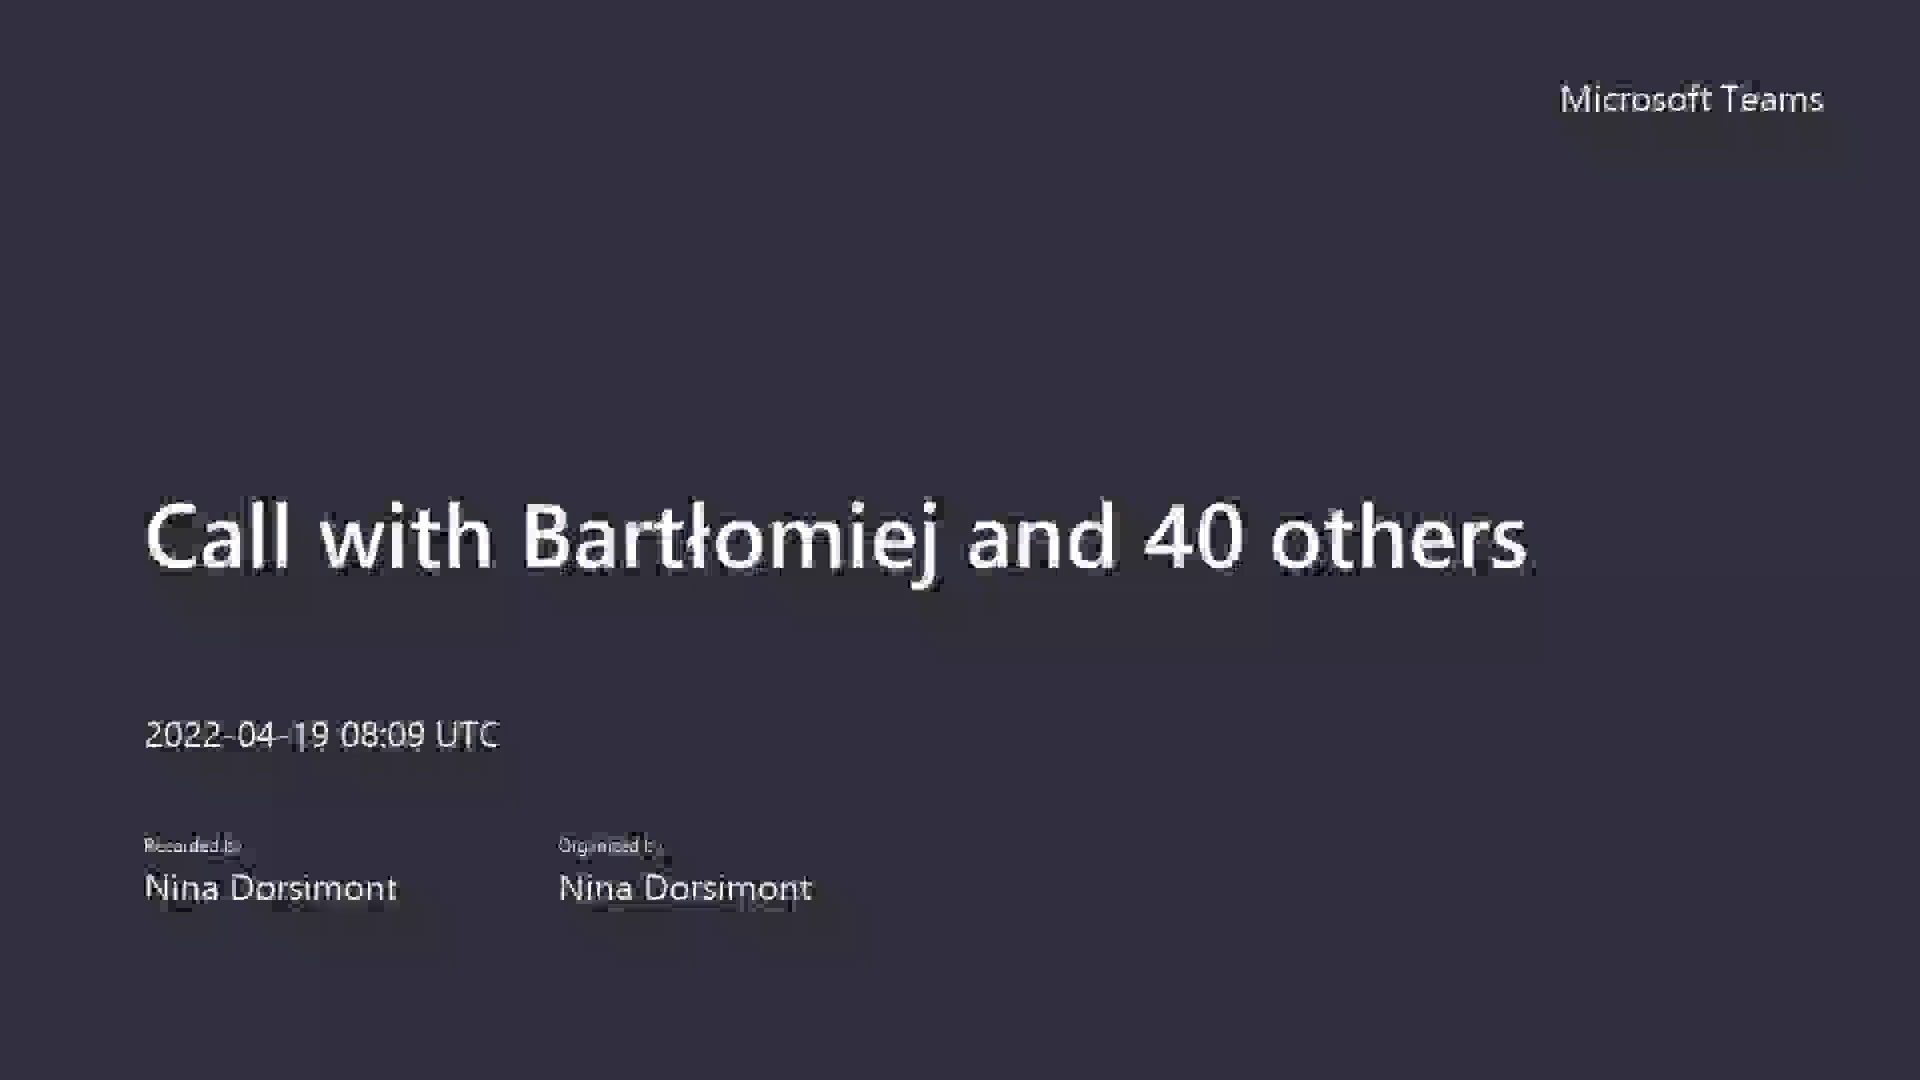 Microsoft Teams
Call with Bartłomiej and 40 others
2022-04-19 08:09 UTC
Recorded by
Organized by
Nina Dorsimont
Nina Dorsimont